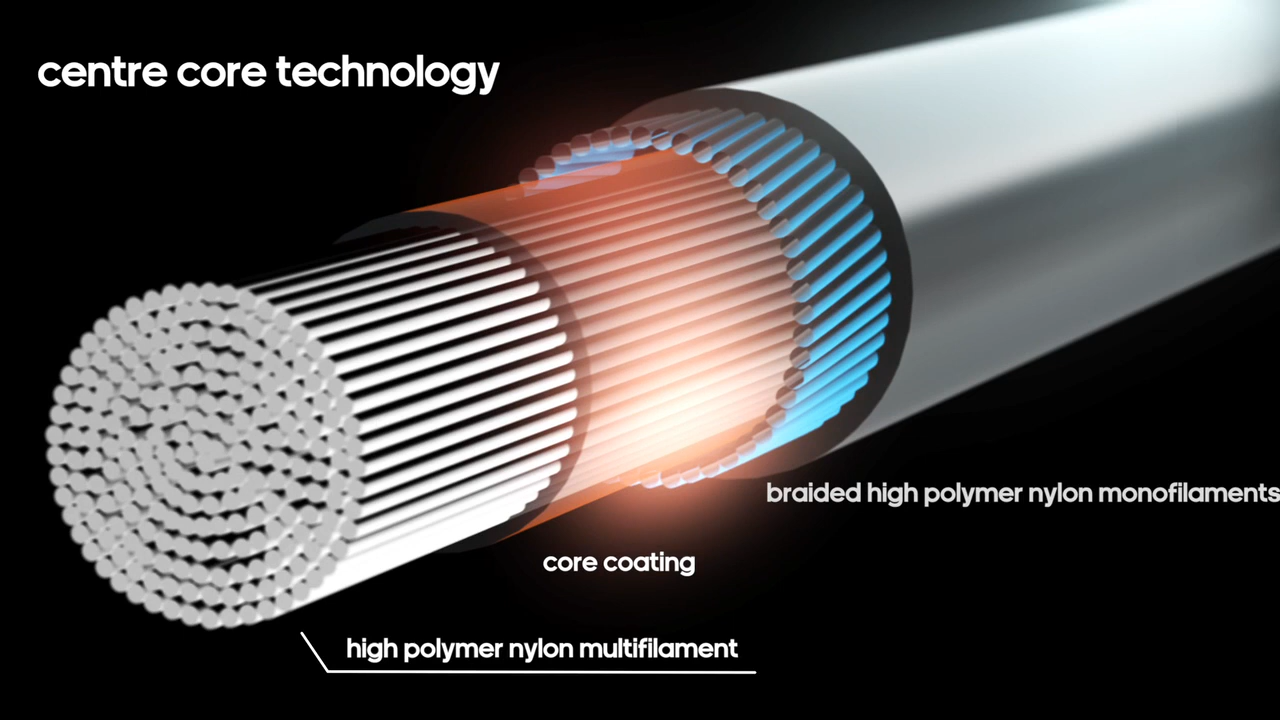 centre core technology
braided high polymer nylon monofilaments
core coating
high polymer nylon multifilament